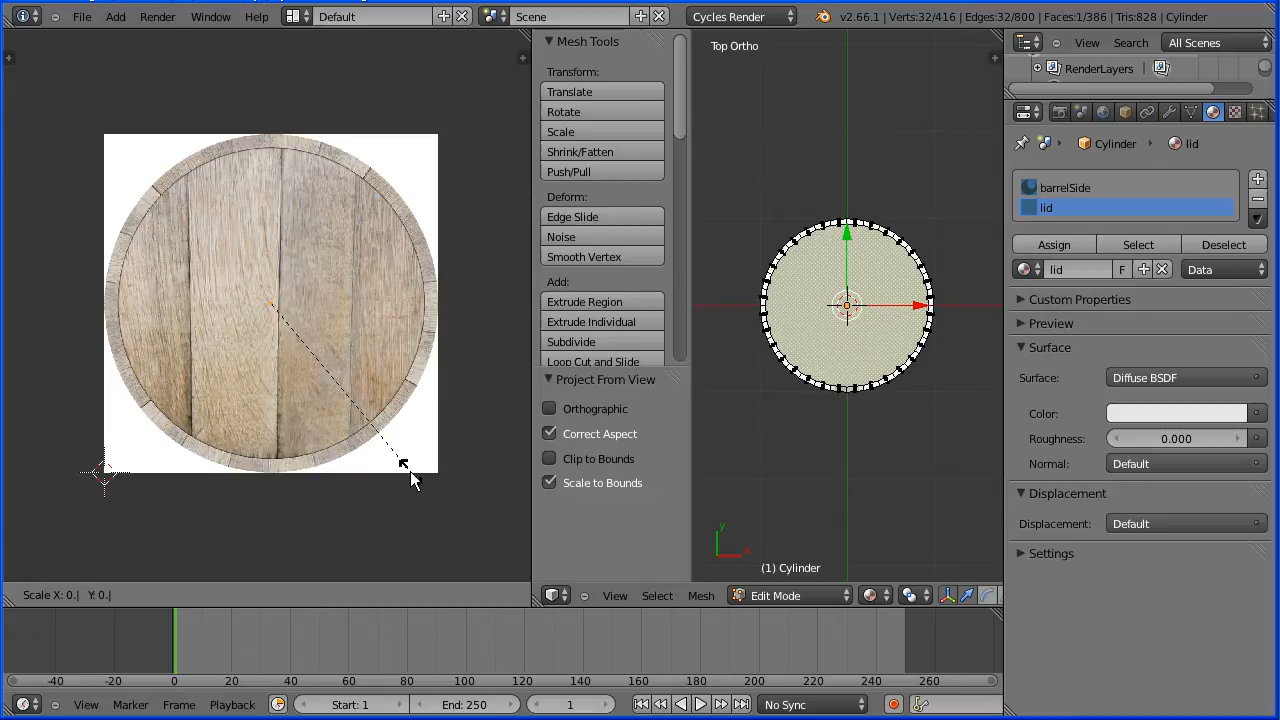 File Add Render Window Help Default Scene Cycles Render v2.66.1 | Verts:32/416 | Edges:32/800 | Faces:1/386 | Tris:828 | Cylinder
Mesh Tools
Transform:
Translate
Rotate
Scale
Shrink/Fatten
Push/Pull
Deform:
Edge Slide
Noise
Smooth Vertex
Add:
Extrude Region
Extrude Individual
Subdivide
Loop Cut and Slide
Project From View
Orthographic
Correct Aspect
Clip to Bounds
Scale to Bounds
Top Ortho
y
x
(1) Cylinder
View Search All Scenes
RenderLayers
Cylinder lid
barrelSide
lid
Assign Select Deselect
lid F Data
Custom Properties
Preview
Surface
Surface: Diffuse BSDF
Color:
Roughness: 0.000
Normal: Default
Displacement
Displacement: Default
Settings
Scale X: 0.| Y: 0.|
View Select Mesh Edit Mode
-40 -20 0 20 40 60 80 100 120 140 160 180 200 220 240 260
View Marker Frame Playback Start: 1 End: 250 1 No Sync